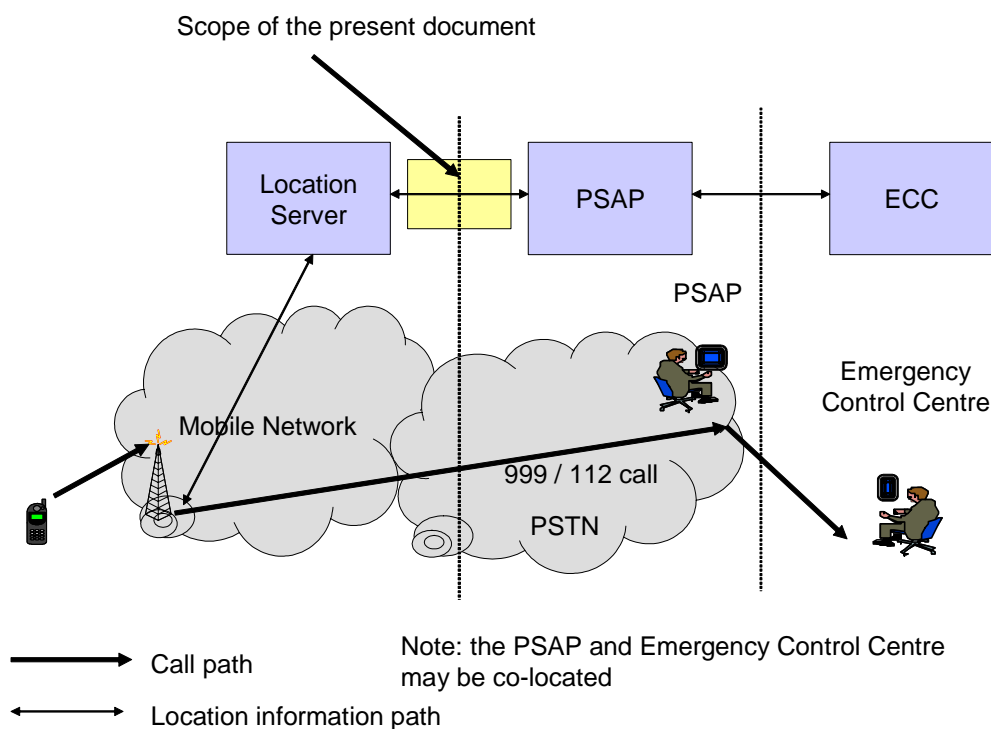 Scope of the present document
Location
Server
PSAP
ECC
PSAP
Emergency
Control Centre
Mobile Network
999 / 112 call
PSTN
Note: the PSAP and Emergency Control Centre
may be co-located
Call path
Location information path